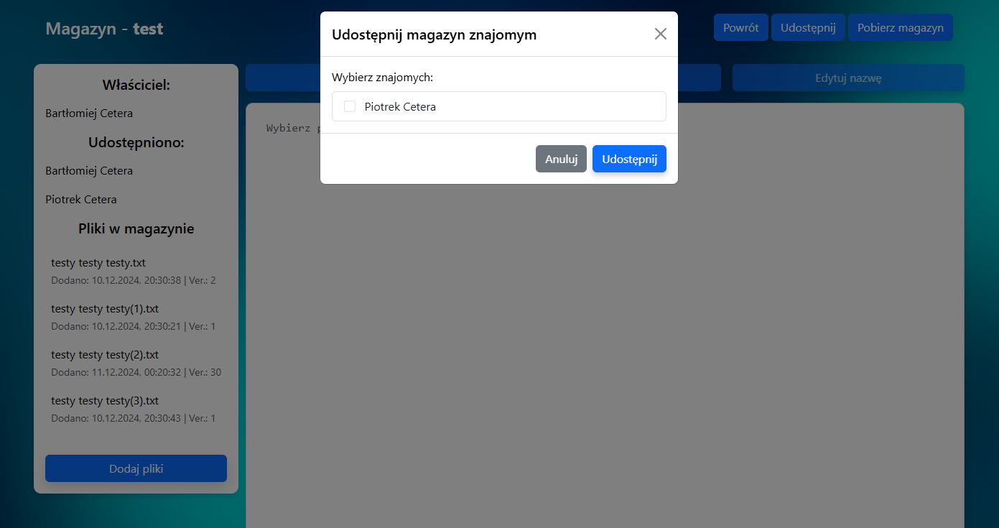 Magazyn - test
Powrót
Udostępnij
Pobierz magazyn
Udostępnij magazyn znajomym
Wybierz znajomych:
Piotrek Cetera
Anuluj
Udostępnij
Właściciel:
Bartłomiej Cetera
Udostępniono:
Bartłomiej Cetera
Piotrek Cetera
Pliki w magazynie
testy testy testy.txt
Dodano: 10.12.2024, 20:30:38 | Ver.: 2
testy testy testy(1).txt
Dodano: 10.12.2024, 20:30:21 | Ver.: 1
testy testy testy(2).txt
Dodano: 11.12.2024, 00:20:32 | Ver.: 30
testy testy testy(3).txt
Dodano: 10.12.2024, 20:30:43 | Ver.: 1
Dodaj pliki
Edytuj nazwę
Wybierz